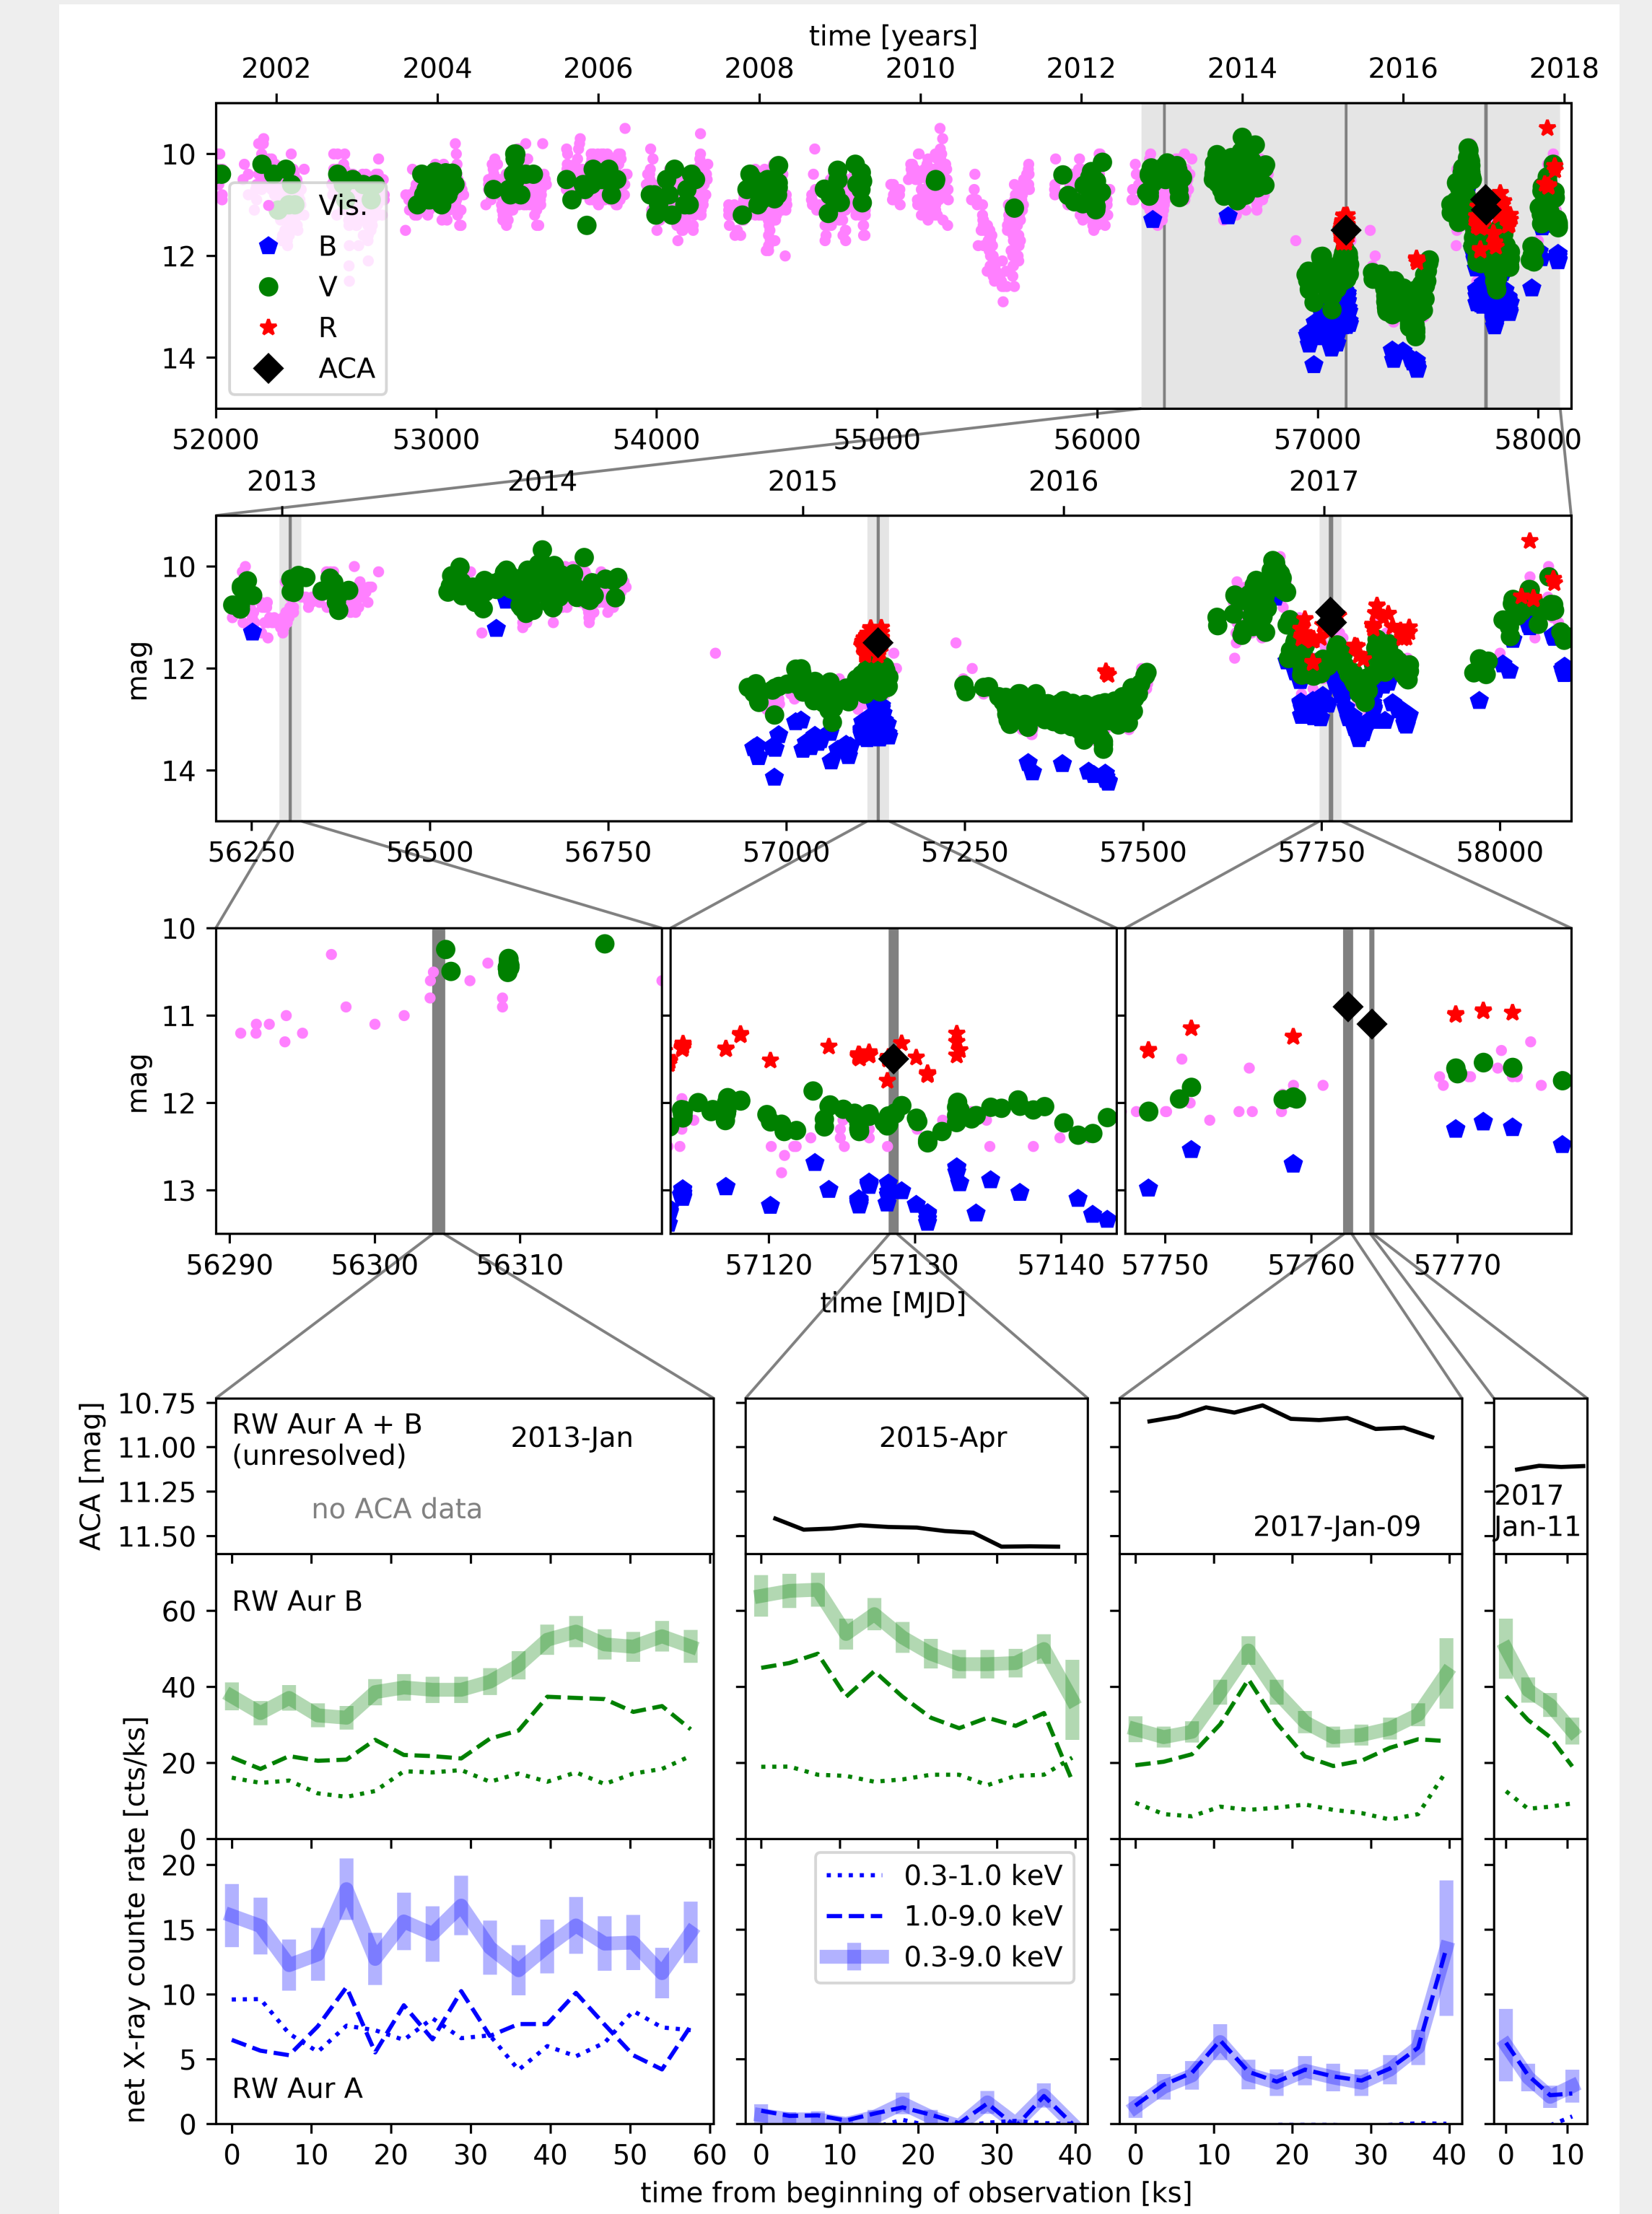 time [years]
2002 2004 2006 2008 2010 2012 2014 2016 2018
10
12
14
Vis.
B
V
R
ACA
52000 53000 54000 55000 56000 57000 58000
2013 2014 2015 2016 2017
mag
10
12
14
56250 56500 56750 57000 57250 57500 57750 58000
mag
10
11
12
13
56290 56300 56310 57120 57130 57140 57750 57760 57770
time [MJD]
ACA [mag]
10.75
11.00
11.25
11.50
RW Aur A + B
(unresolved)
2013-Jan
no ACA data
2015-Apr
2017-Jan-09
2017
Jan-11
net X-ray counte rate [cts/ks]
60
40
20
0
RW Aur B
20
15
10
5
0
RW Aur A
0.3-1.0 keV
1.0-9.0 keV
0.3-9.0 keV
0 10 20 30 40 50 60 0 10 20 30 40 0 10 20 30 40 0 10
time from beginning of observation [ks]